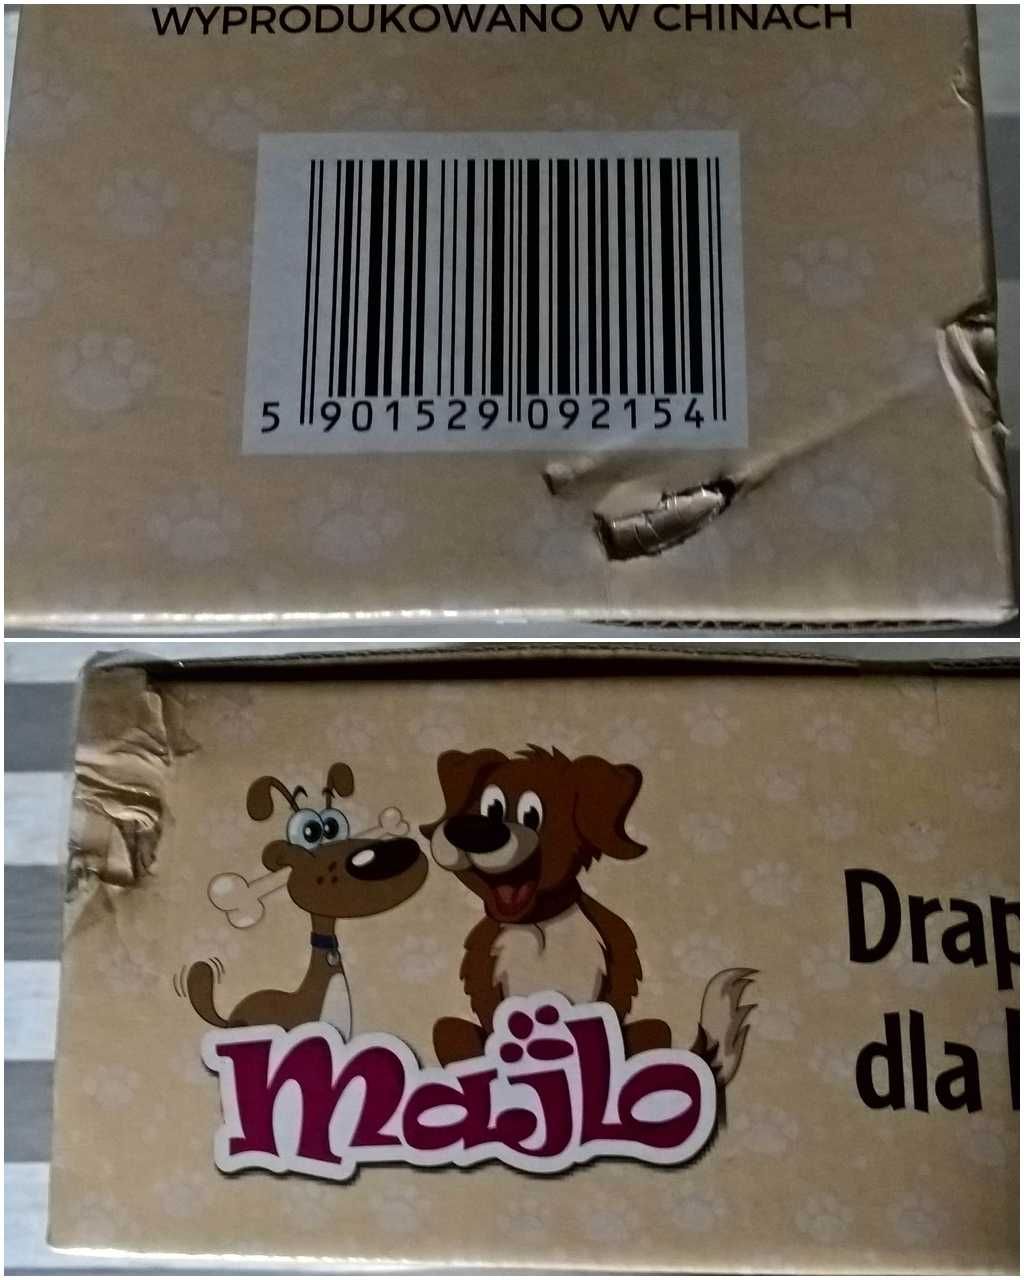 WYPRODUKOWANO W CHINACH
5 901529 092154
majlo
Drap
dla